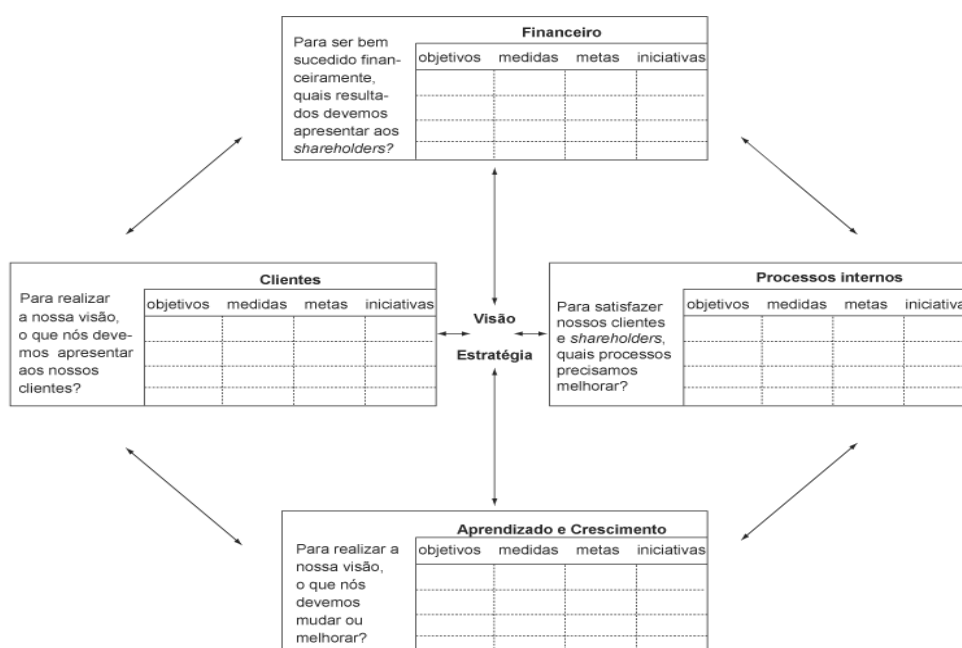 Financeiro
Para ser bem
sucedido finan-
ceiramente,
quais resulta-
dos devemos
apresentar aos
shareholders?
objetivos medidas metas iniciativas
Clientes
Para realizar
a nossa visão,
o que nós deve-
mos apresentar
aos nossos
clientes?
objetivos medidas metas iniciativas
Visão
Estratégia
Processos internos
Para satisfazer
nossos clientes
e shareholders,
quais processos
precisamos
melhorar?
objetivos medidas metas iniciativa
Aprendizado e Crescimento
Para realizar a
nossa visão,
o que nós
devemos
mudar ou
melhorar?
objetivos medidas metas iniciativas